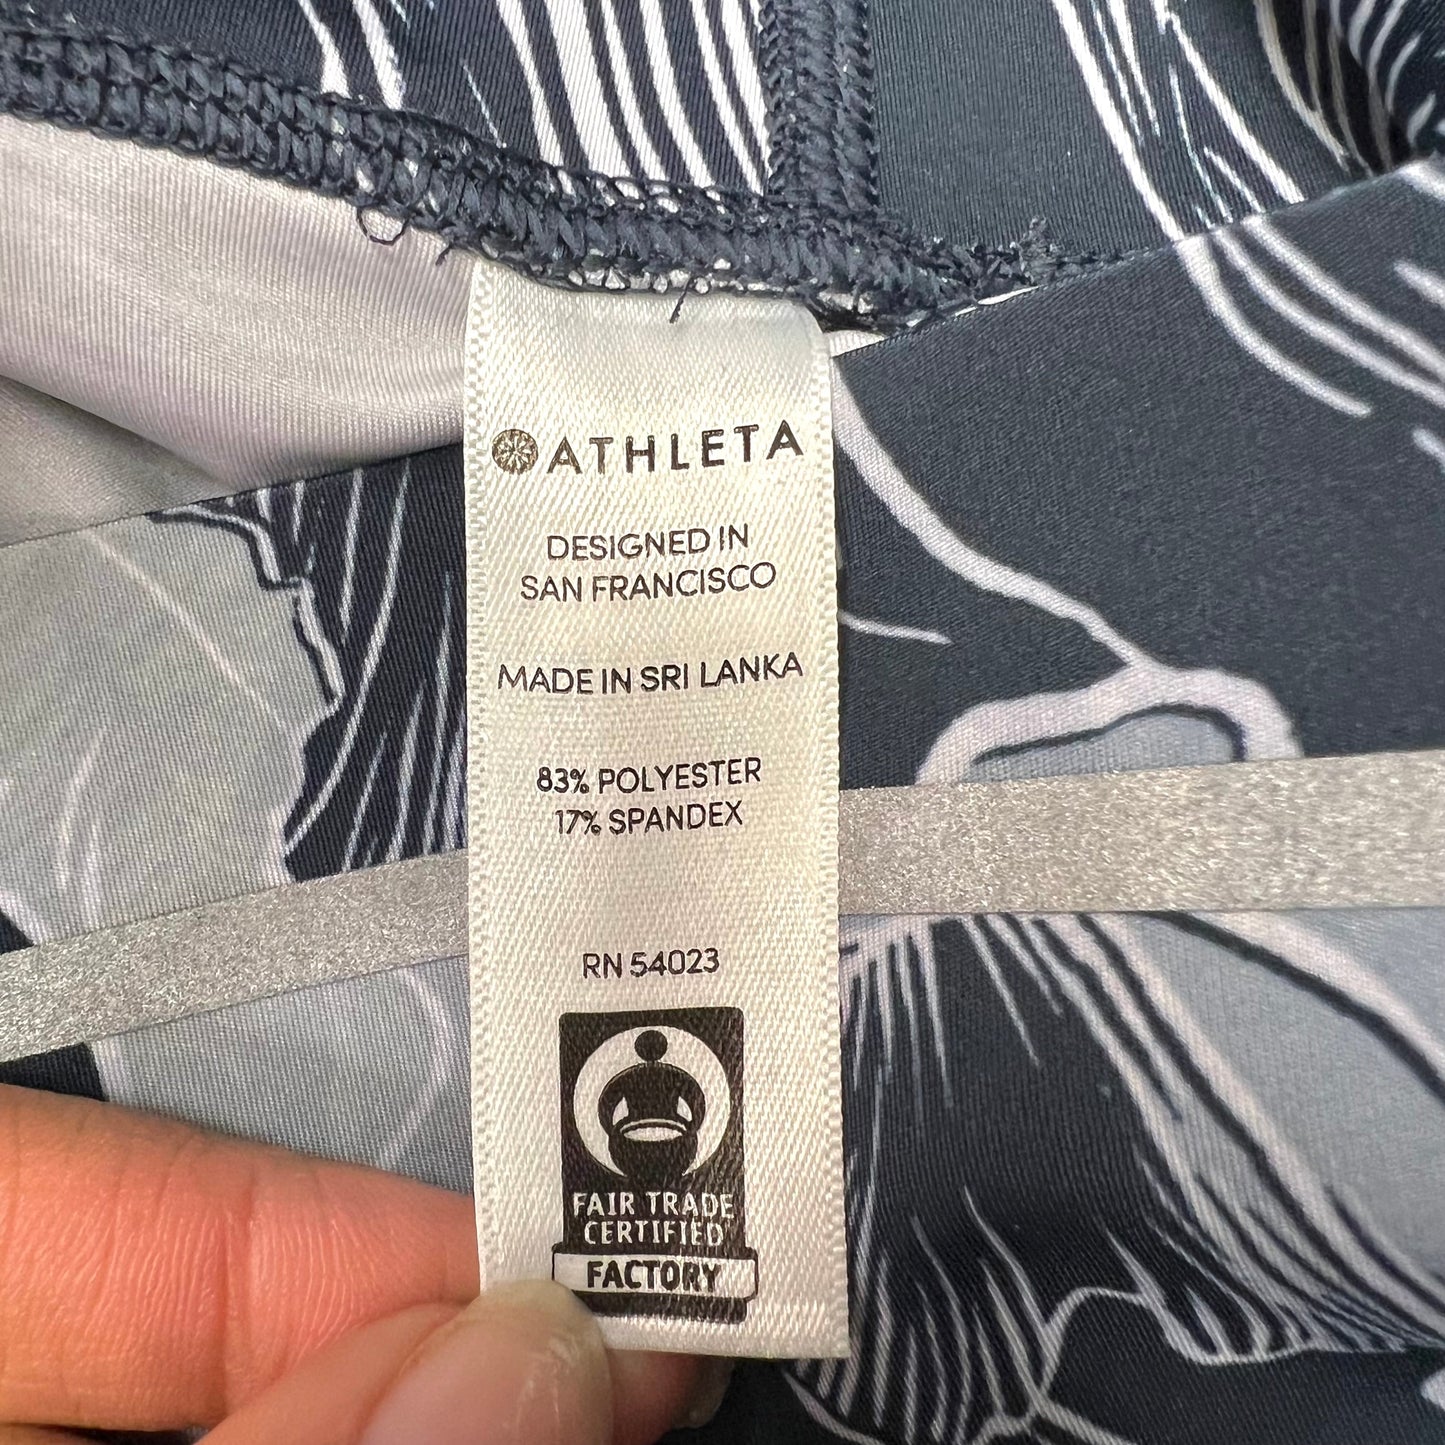 ATHLETA
DESIGNED IN
SAN FRANCISCO
MADE IN SRI LANKA
83% POLYESTER
17% SPANDEX
RN 54023
FAIR TRADE
CERTIFIED
FACTORY